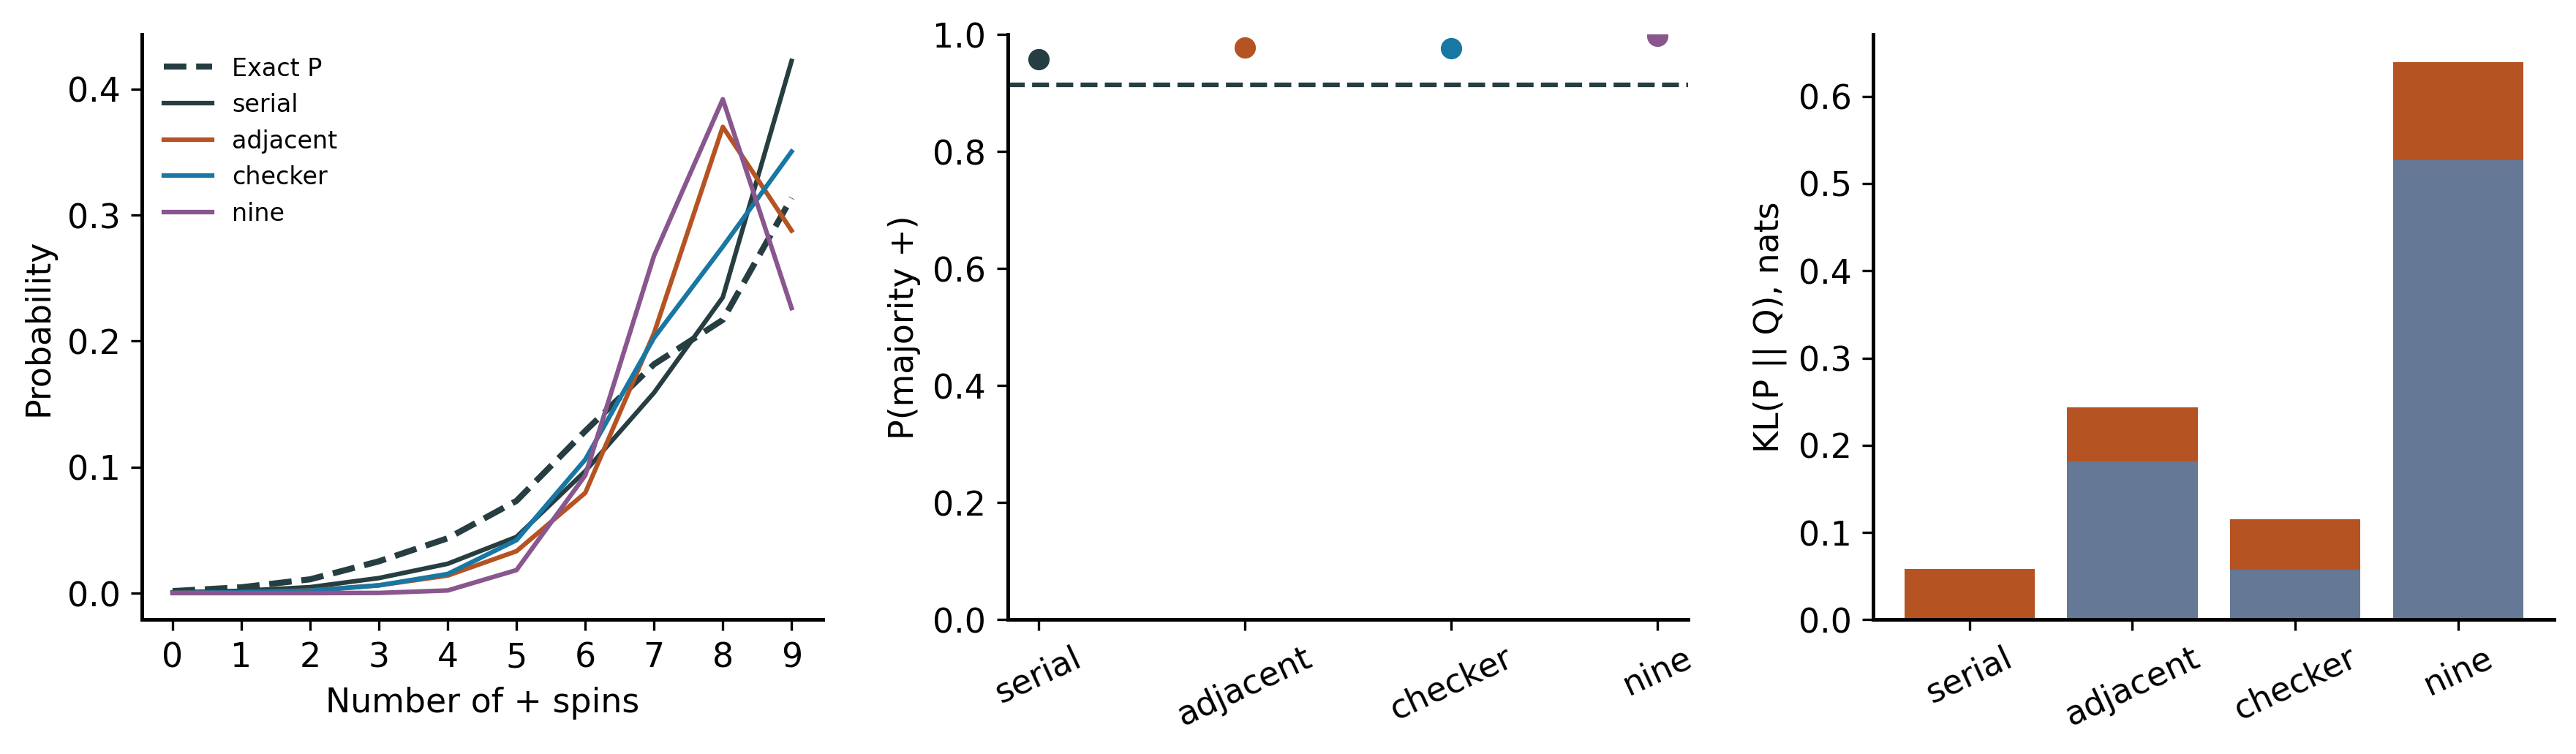 Exact P
serial
adjacent
checker
nine
Probability
0.4
0.3
0.2
0.1
0.0
0 1 2 3 4 5 6 7 8 9
Number of + spins
P(majority +)
1.0
0.8
0.6
0.4
0.2
0.0
serial adjacent checker nine
KL(P || Q), nats
0.6
0.5
0.4
0.3
0.2
0.1
0.0
serial adjacent checker nine